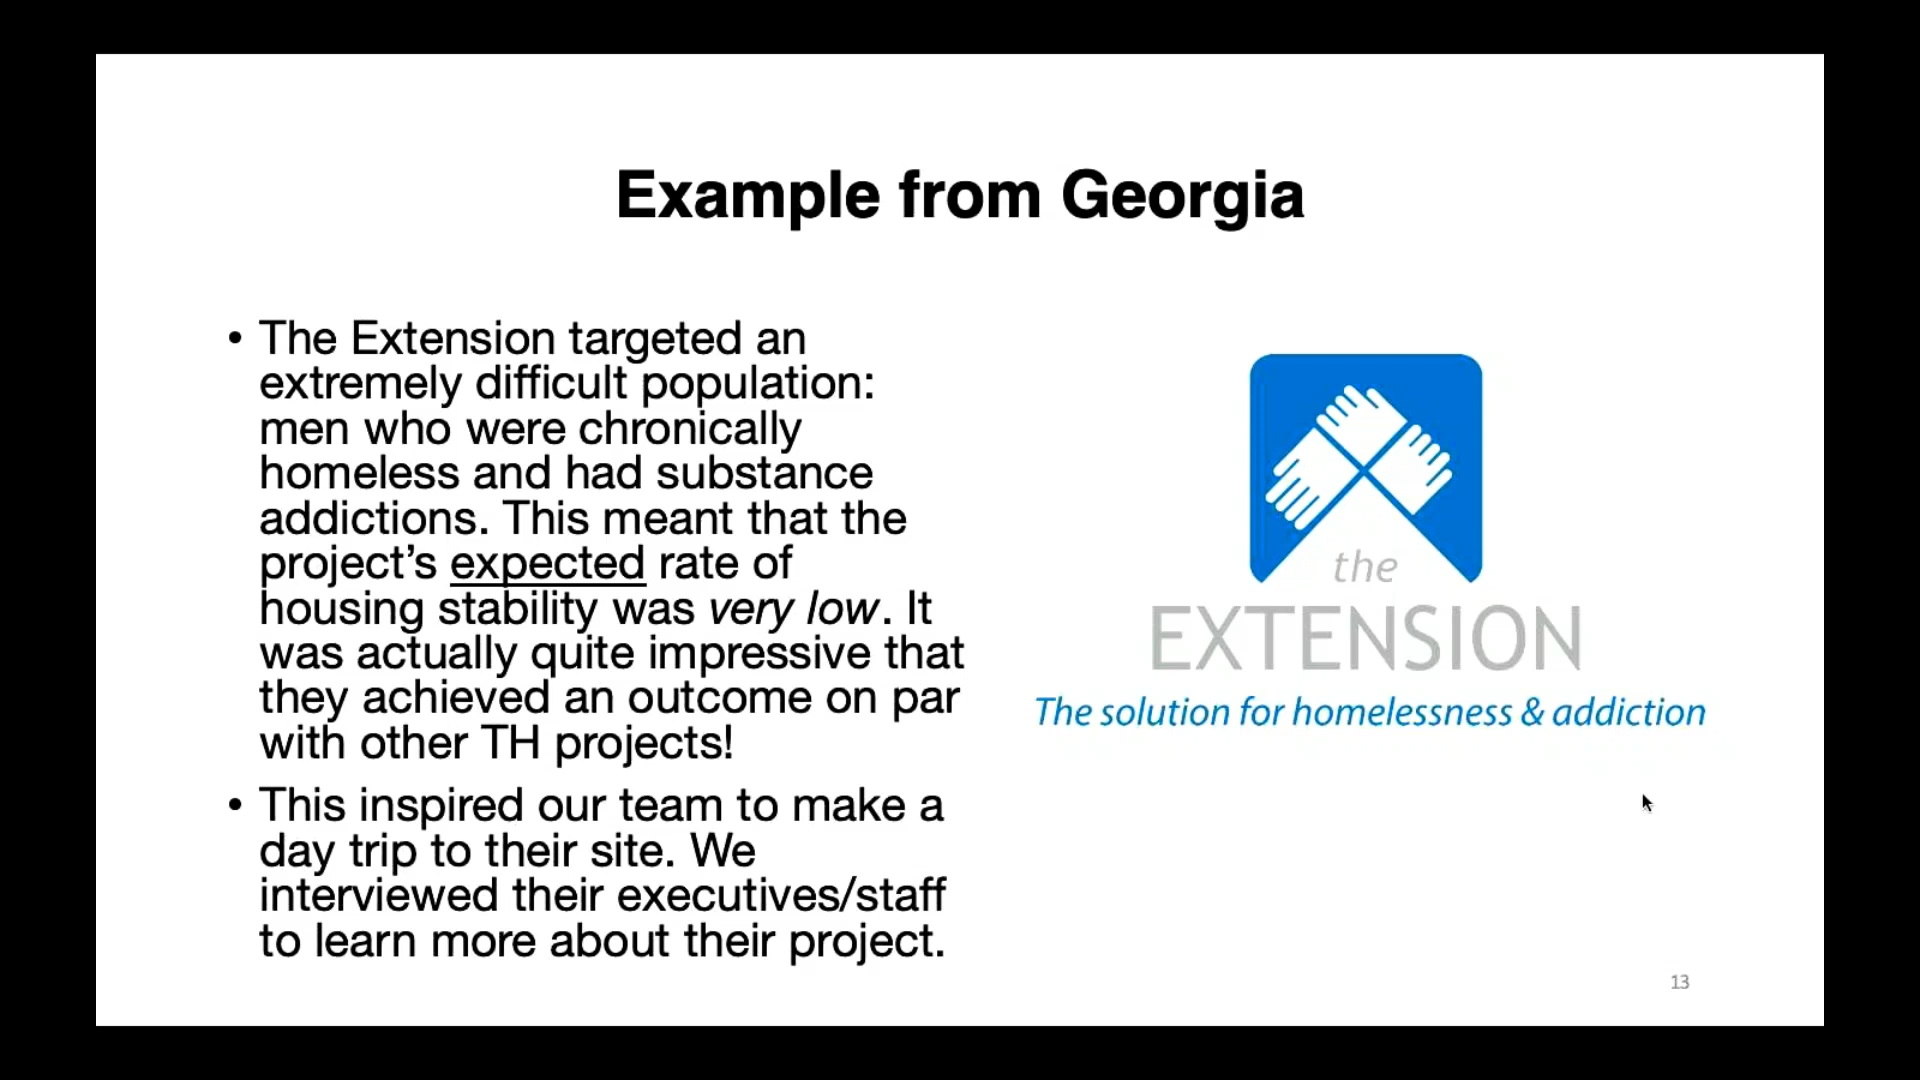 Example from Georgia
• The Extension targeted an
extremely difficult population:
men who were chronically
homeless and had substance
addictions. This meant that the
project’s expected rate of
housing stability was very low. It
was actually quite impressive that
they achieved an outcome on par
with other TH projects!
• This inspired our team to make a
day trip to their site. We
interviewed their executives/staff
to learn more about their project.
the
EXTENSION
The solution for homelessness & addiction
13